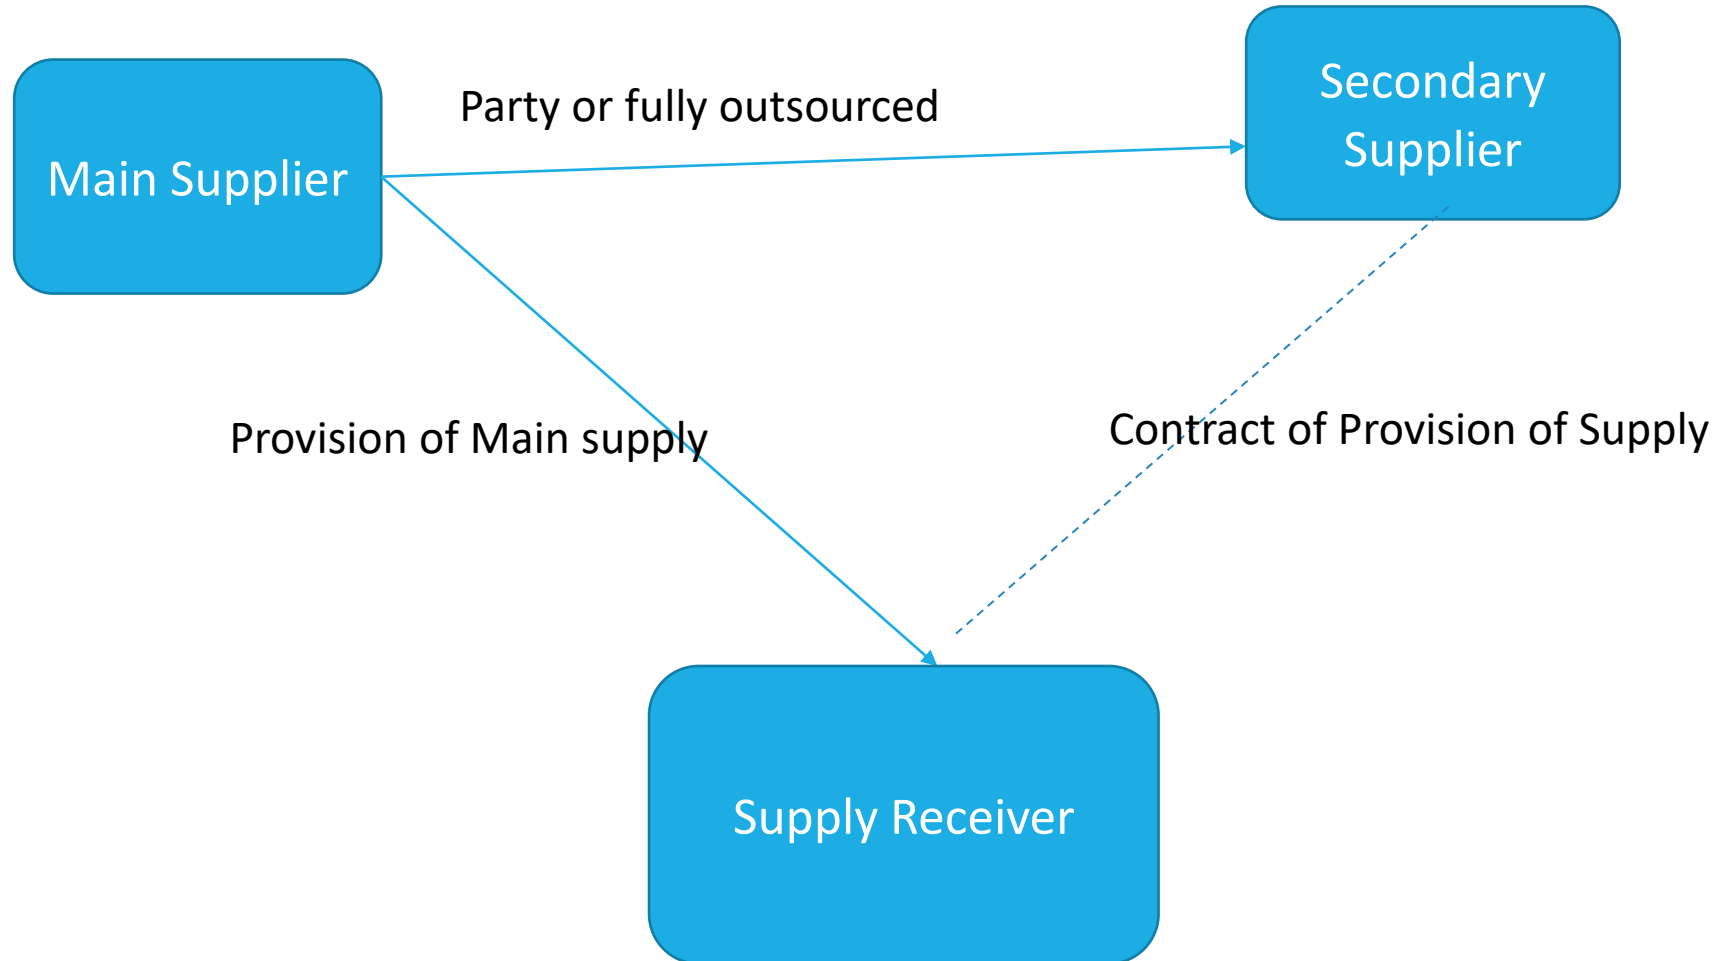 Main Supplier
Party or fully outsourced
Secondary
Supplier
Provision of Main supply
Contract of Provision of Supply
Supply Receiver